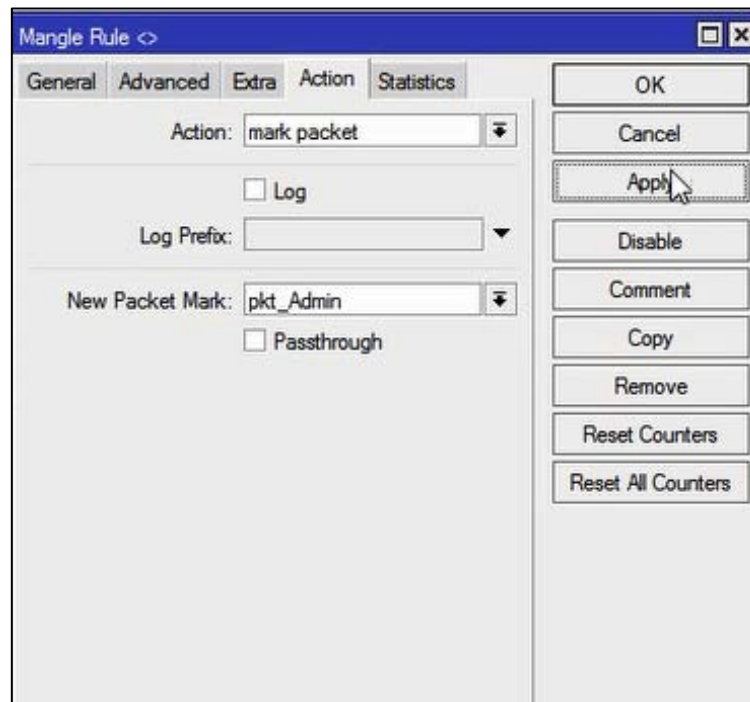 Mangle Rule <>
General Advanced Extra Action Statistics
OK
Action: mark packet
Cancel
Log
Apply
Log Prefix:
Disable
New Packet Mark: pkt_Admin
Comment
Passthrough
Copy
Remove
Reset Counters
Reset All Counters